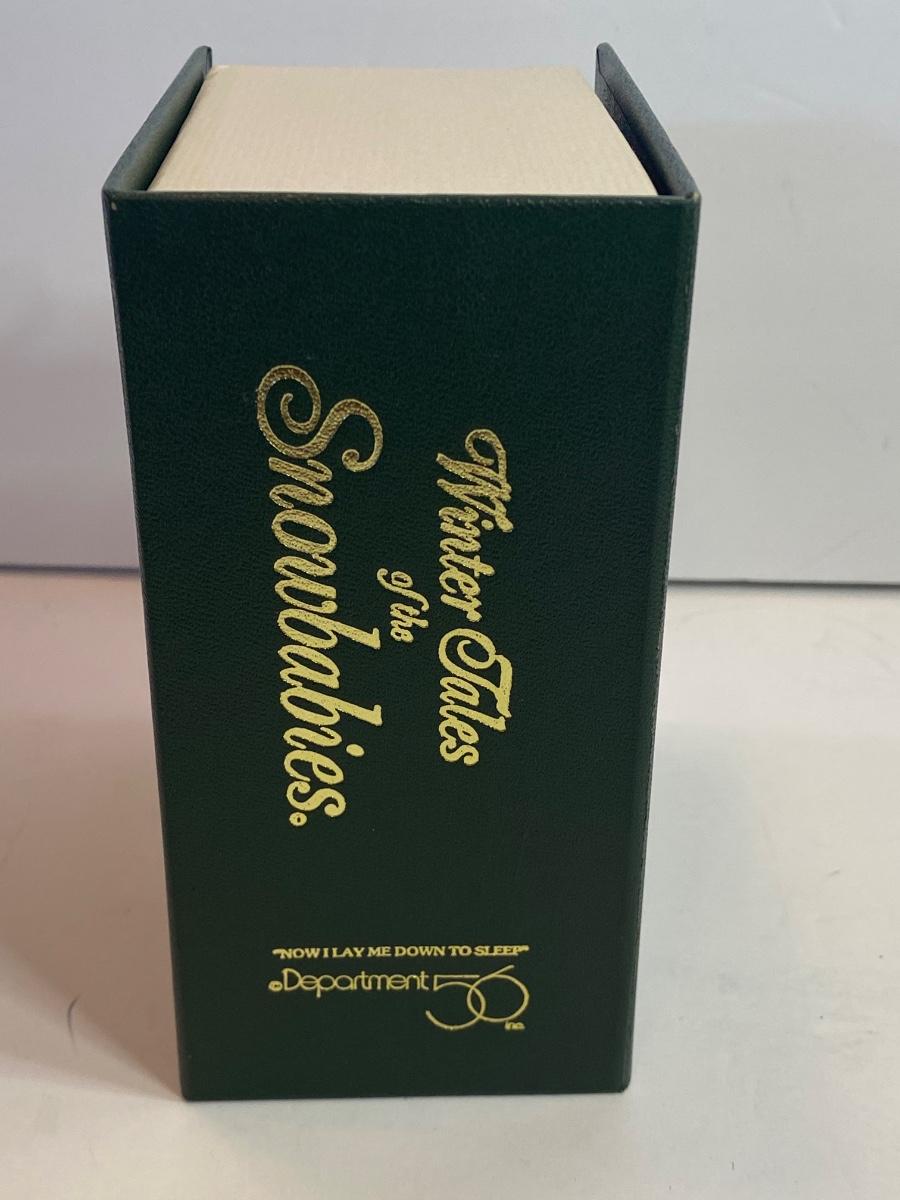 Winter Tales
of the
Snowbabies®
"NOW I LAY ME DOWN TO SLEEP"
©Department 56 inc.